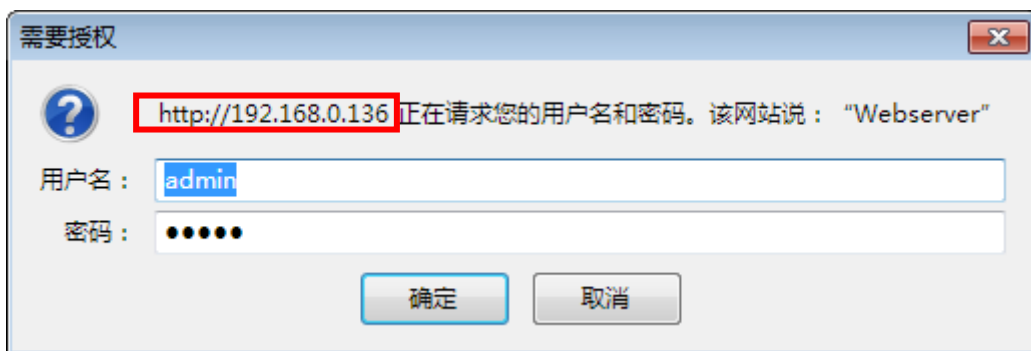 需要授权
http://192.168.0.136 正在请求您的用户名和密码。该网站说： “Webserver”
用户名： admin
密码： •••••
确定 取消